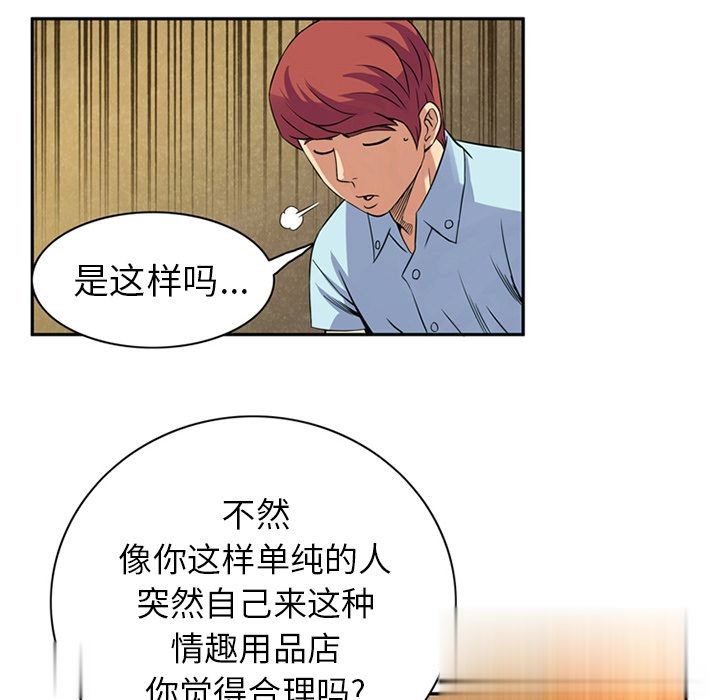 是这样吗...
不然
像你这样单纯的人
突然自己来这种
情趣用品店
你觉得合理吗?